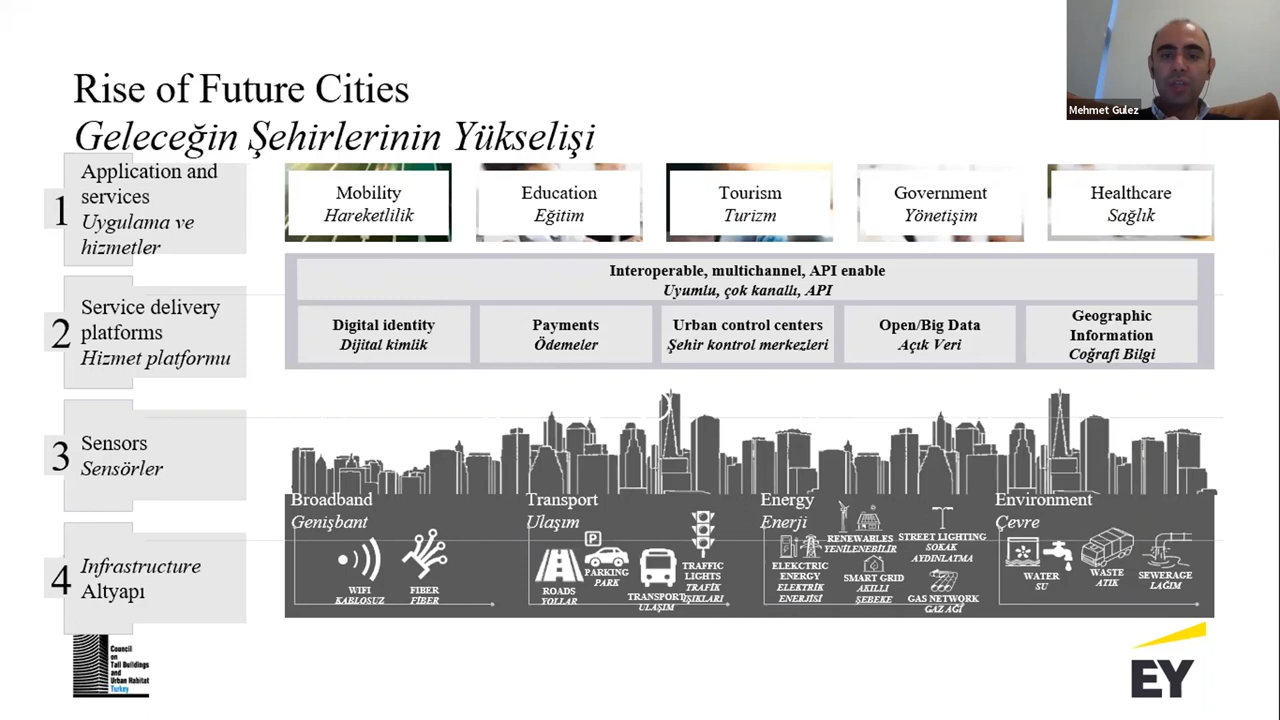 Rise of Future Cities
Geleceğin Şehirlerinin Yükselişi
Mehmet Gulez
1
Application and
services
Uygulama ve
hizmetler
Mobility
Hareketlilik
Education
Eğitim
Tourism
Turizm
Government
Yönetişim
Healthcare
Sağlık
2
Service delivery
platforms
Hizmet platformu
Interoperable, multichannel, API enable
Uyumlu, çok kanallı, API
Digital identity
Dijital kimlik
Payments
Ödemeler
Urban control centers
Şehir kontrol merkezleri
Open/Big Data
Açık Veri
Geographic
Information
Coğrafi Bilgi
3
Sensors
Sensörler
4
Infrastructure
Altyapı
Broadband
Genişbant
WIFI
KABLOSUZ
FIBER
FIBER
Transport
Ulaşım
ROADS
YOLLAR
P
PARKING
PARK
TRANSPORT
ULAŞIM
TRAFFIC
LIGHTS
TRAFİK
IŞIKLARI
Energy
Enerji
ELEKCTRIC
ENERGY
ELEKTRİK
ENERJİSİ
RENEWABLES
YENİLENEBİLİR
SMART GRID
AKILLI
ŞEBEKE
STREET LIGHTING
SOKAK
AYDINLATMA
GAS NETWORK
GAZ AĞI
Environment
Çevre
WATER
SU
WASTE
ATIK
SEWERAGE
LAĞIM
Council
on
Tall Buildings
and
Urban Habitat
Turkey
EY